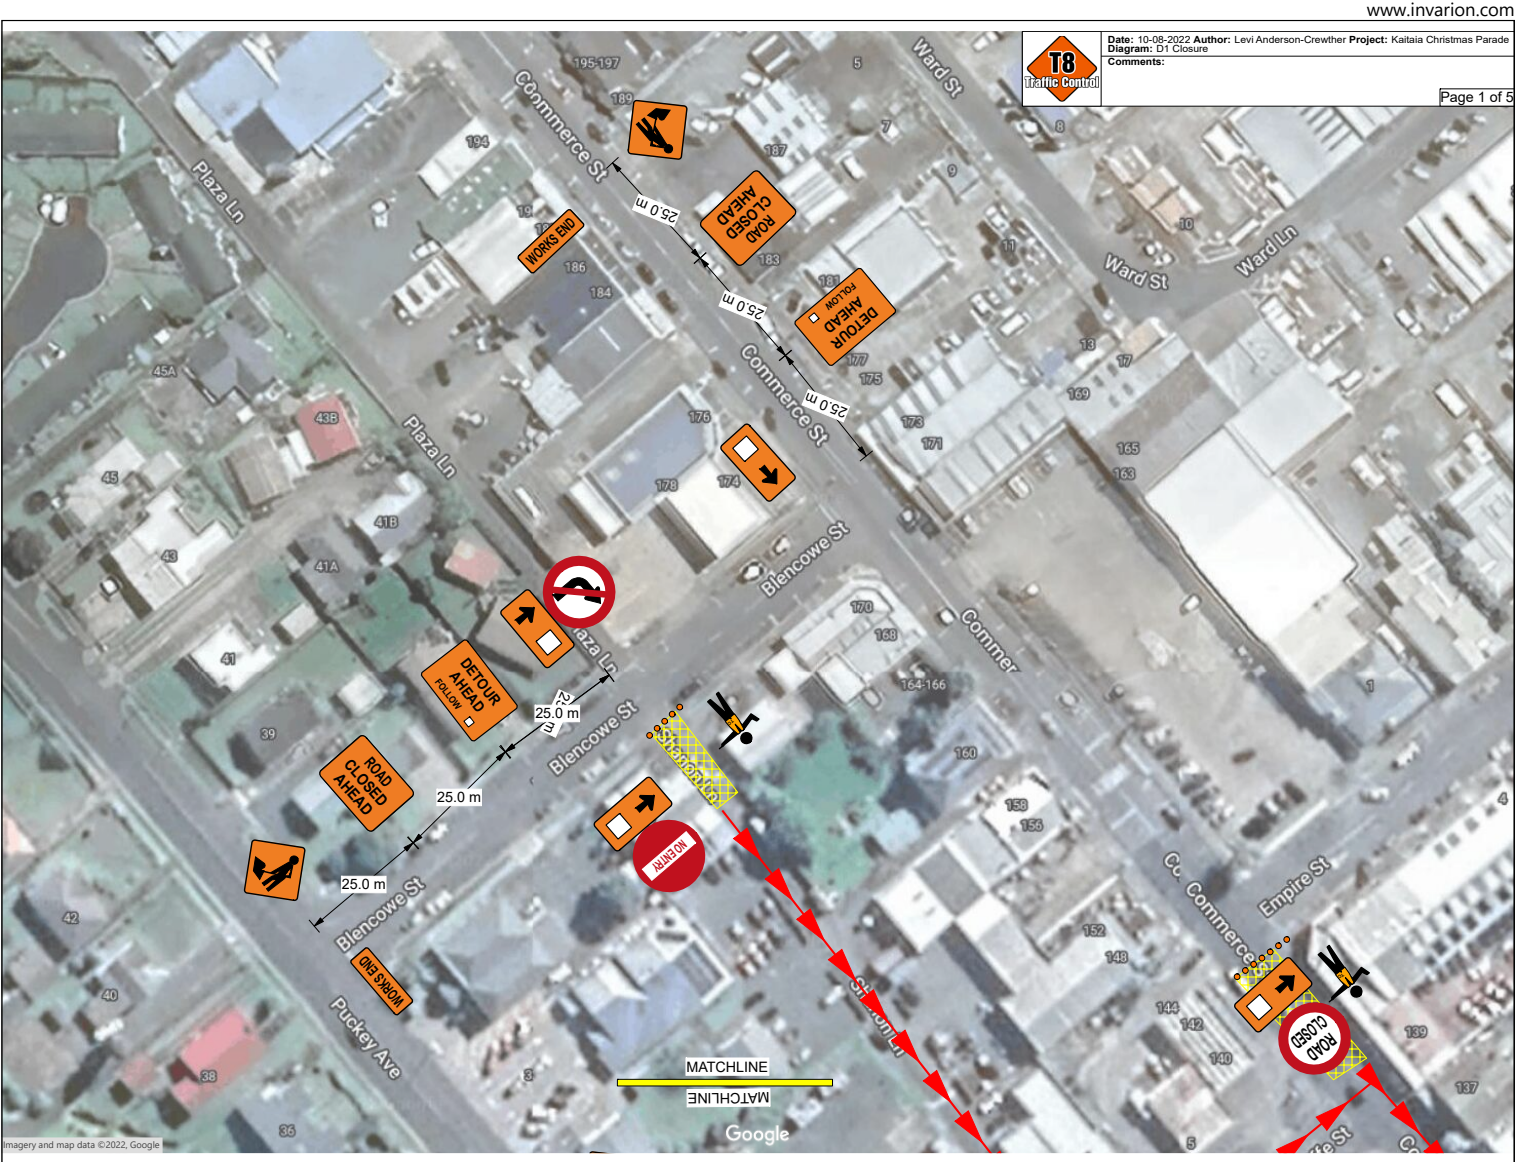 www.invarion.com
Date: 10-08-2022 Author: Levi Anderson-Crewther Project: Kaitaia Christmas Parade
Diagram: D1 Closure
Comments:
Page 1 of 5
T8
Traffic Control
195-197
5
Ward St
189
Commerce St
7
8
194
187
9
Plaza Ln
25.0 m
ROAD
CLOSED
AHEAD
10
WORKS END
183
11
Ward Ln
186
Ward St
184
181
DETOUR
AHEAD
FOLLOW
25.0 m
13
17
177
175
45A
Commerce St
169
43B
25.0 m
176
173
171
Plaza Ln
165
163
45
178
174
41B
43
41A
Blencowe St
170
168
Commer
41
DETOUR
AHEAD
FOLLOW
164-166
1
25.0 m
Blencowe St
39
160
ROAD
CLOSED
AHEAD
25.0 m
Shannon Ln
158
156
4
NO ENTRY
25.0 m
Blencowe St
Empire St
42
Commerce
152
148
WORKS END
40
144
142
ROAD
CLOSED
139
Puckey Ave
Shannon Ln
140
38
3
MATCHLINE
MATCHLINE
137
36
Google
5
Imagery and map data ©2022, Google